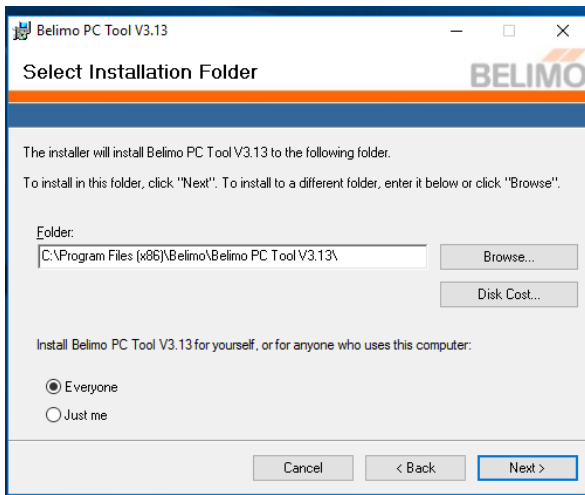 Belimo PC Tool V3.13
Select Installation Folder
BELIMO
The installer will install Belimo PC Tool V3.13 to the following folder.
To install in this folder, click "Next". To install to a different folder, enter it below or click "Browse".
Folder:
C:\Program Files (x86)\Belimo\Belimo PC Tool V3.13\
Browse...
Disk Cost...
Install Belimo PC Tool V3.13 for yourself, or for anyone who uses this computer:
Everyone
Just me
Cancel
< Back
Next >